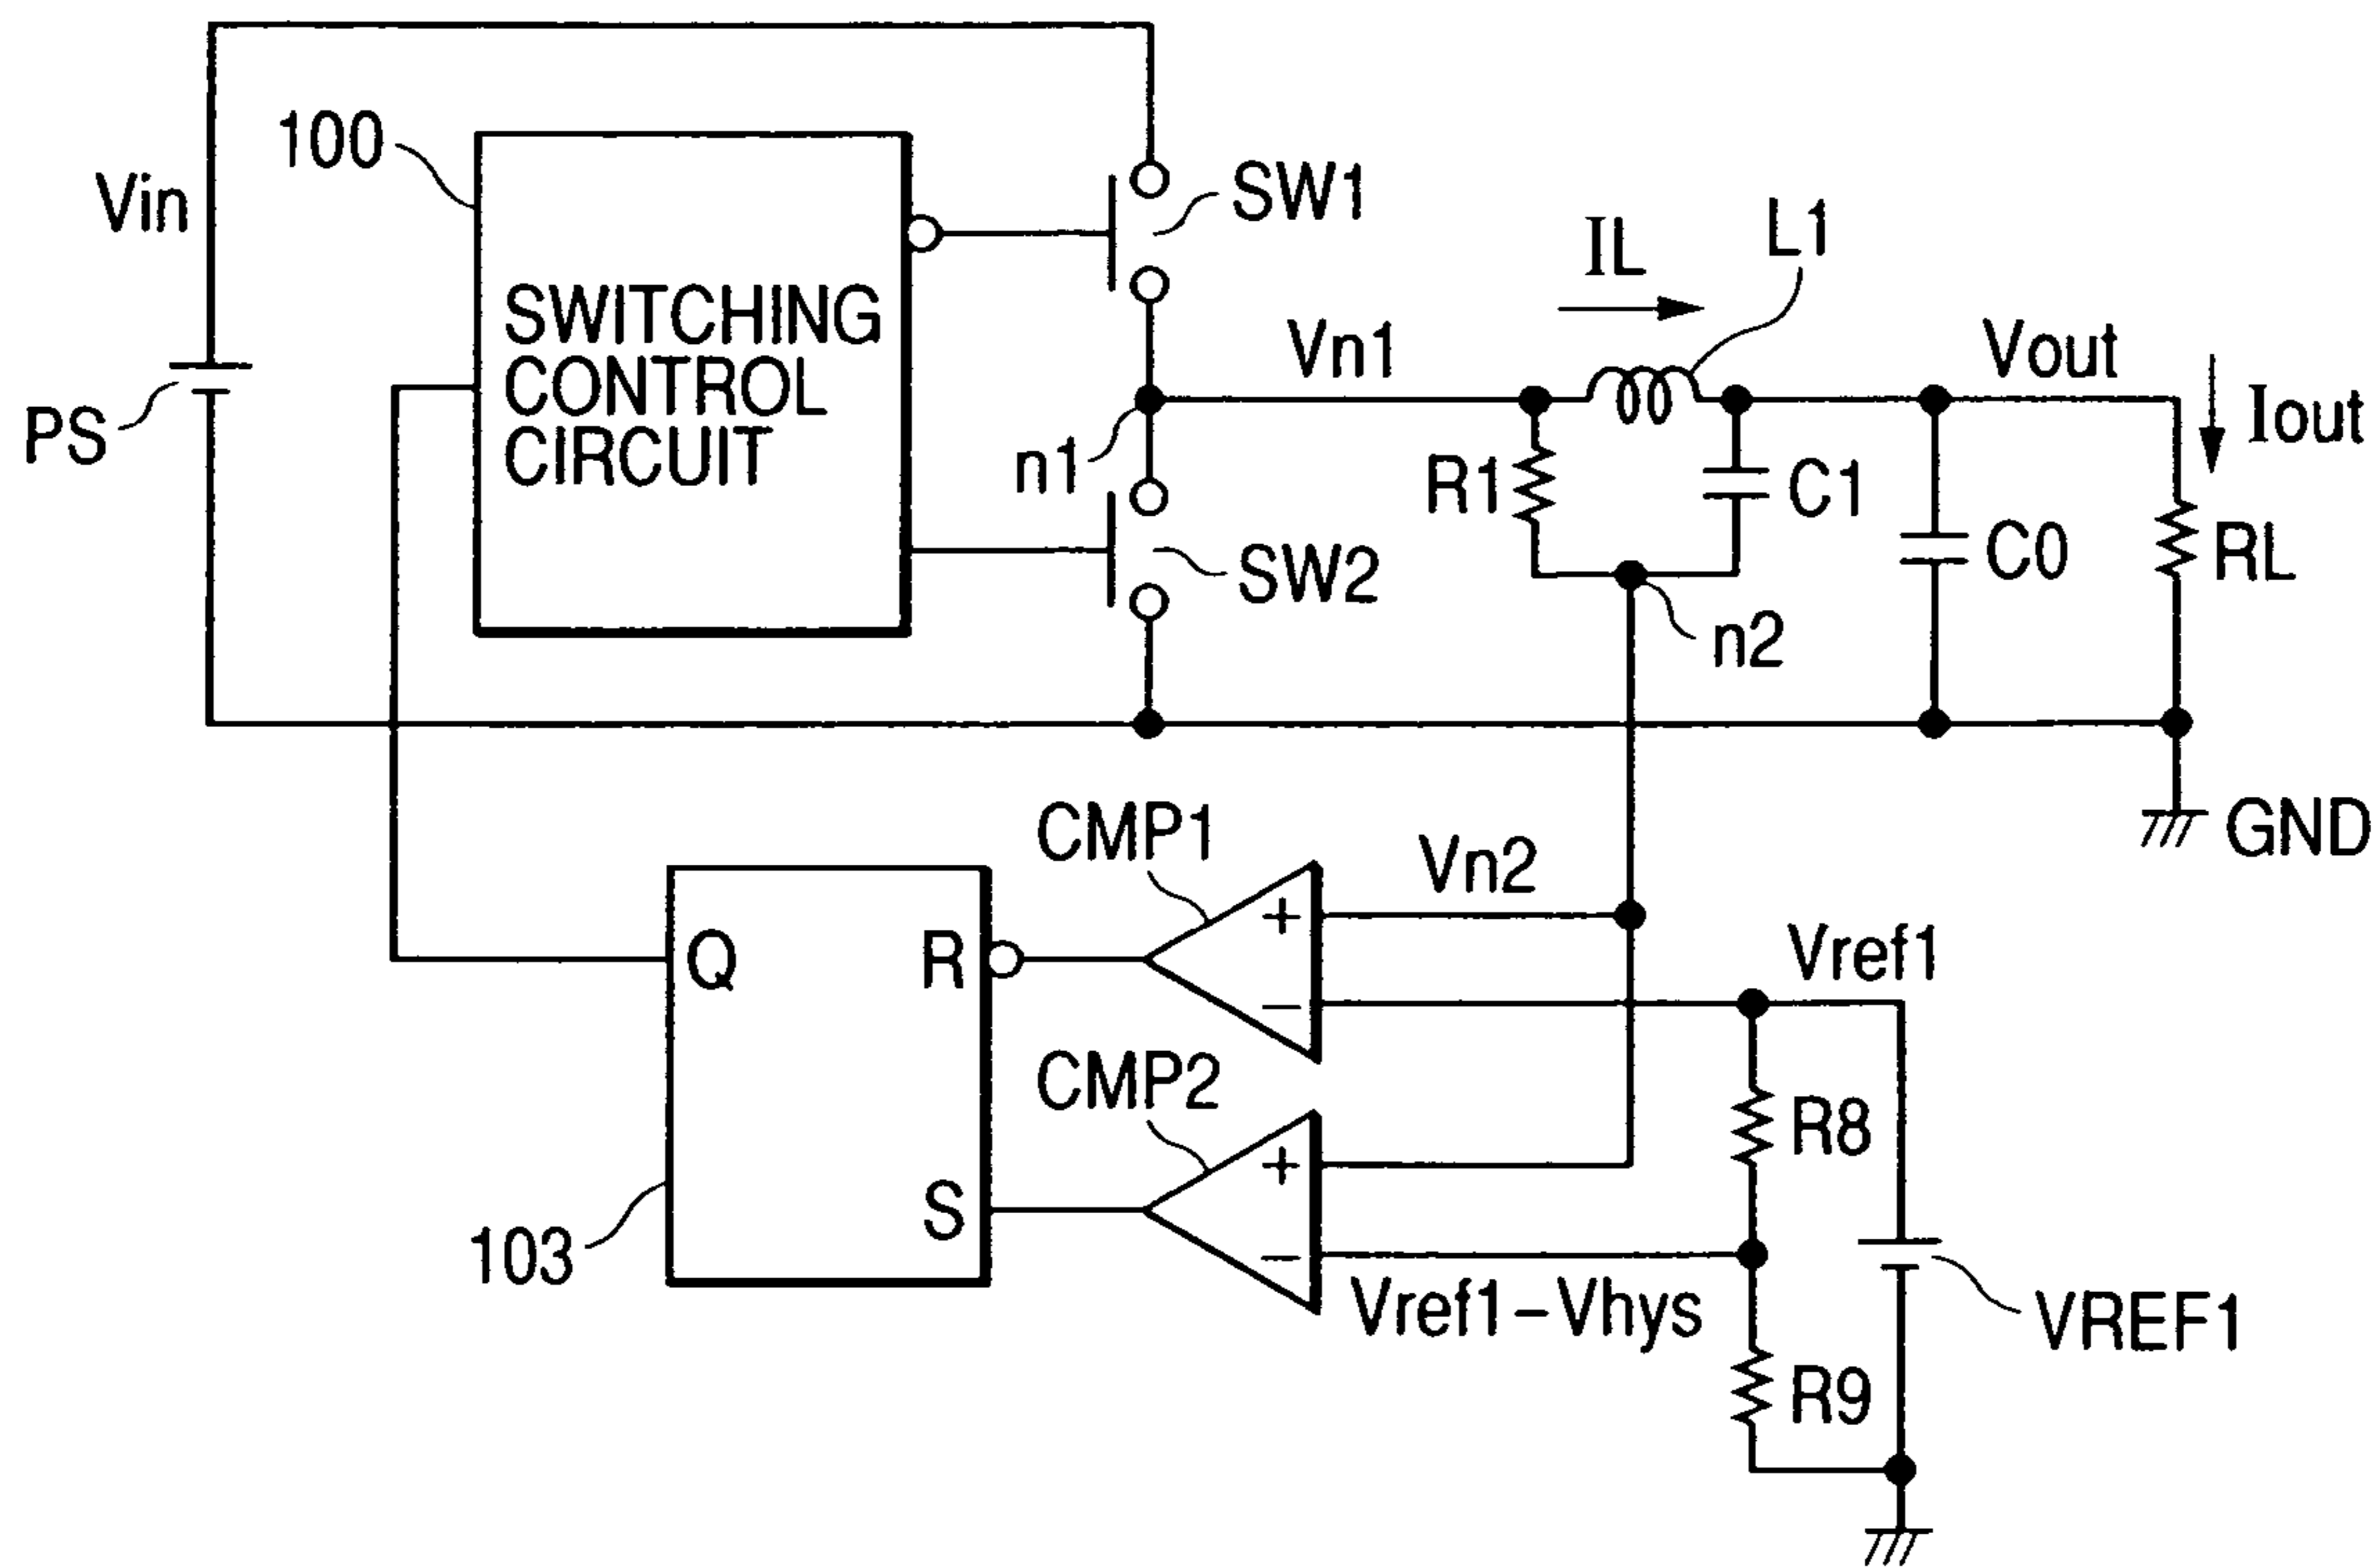 100
Vin
SW1
L1
IL
SWITCHING
CONTROL
CIRCUIT
Vn1
Vout
Iout
PS
n1
R1
C1
C0
RL
SW2
n2
CMP1
Vn2
GND
+
Q
R
Vref1
−
CMP2
R8
+
S
103
−
Vref1−Vhys
VREF1
R9